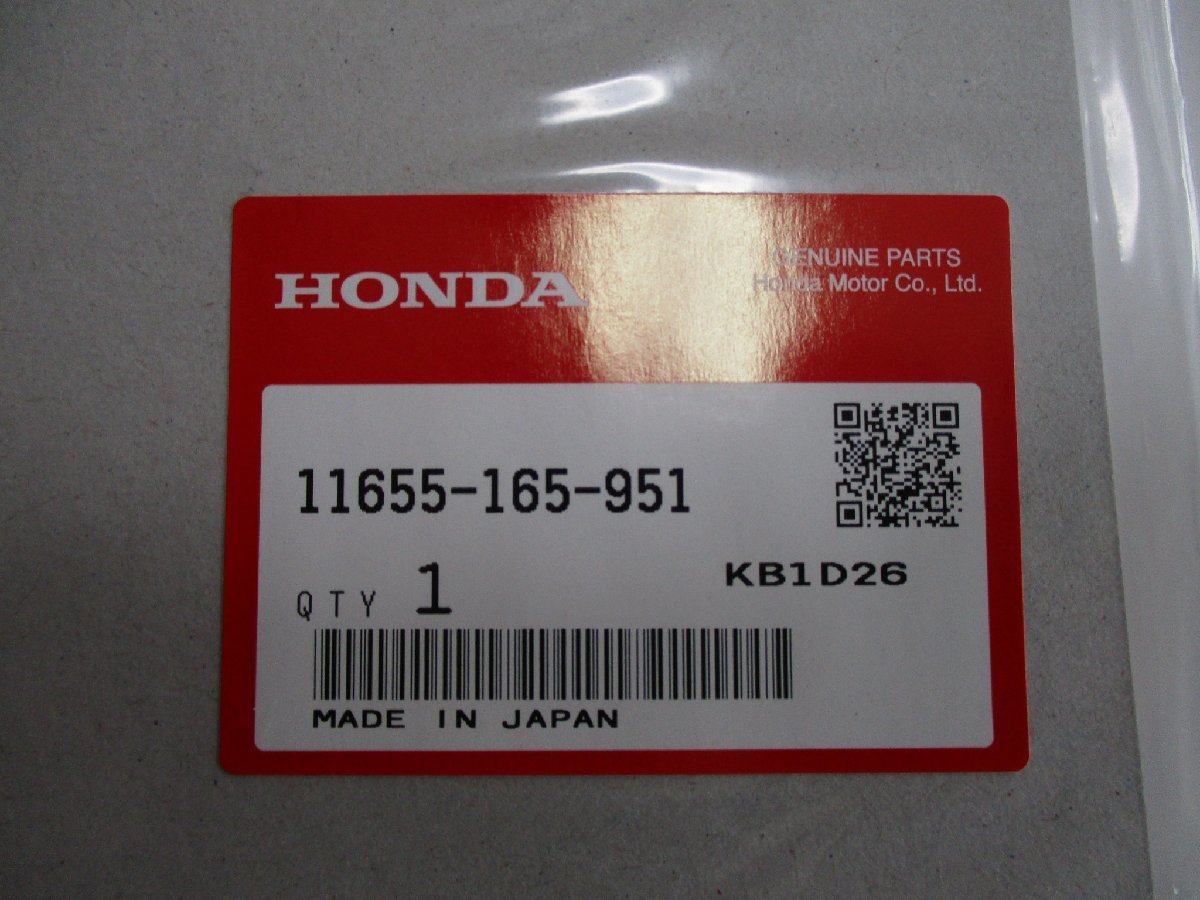 HONDA
GENUINE PARTS
Honda Motor Co., Ltd.
11655-165-951
QTY 1
KB1D26
MADE IN JAPAN